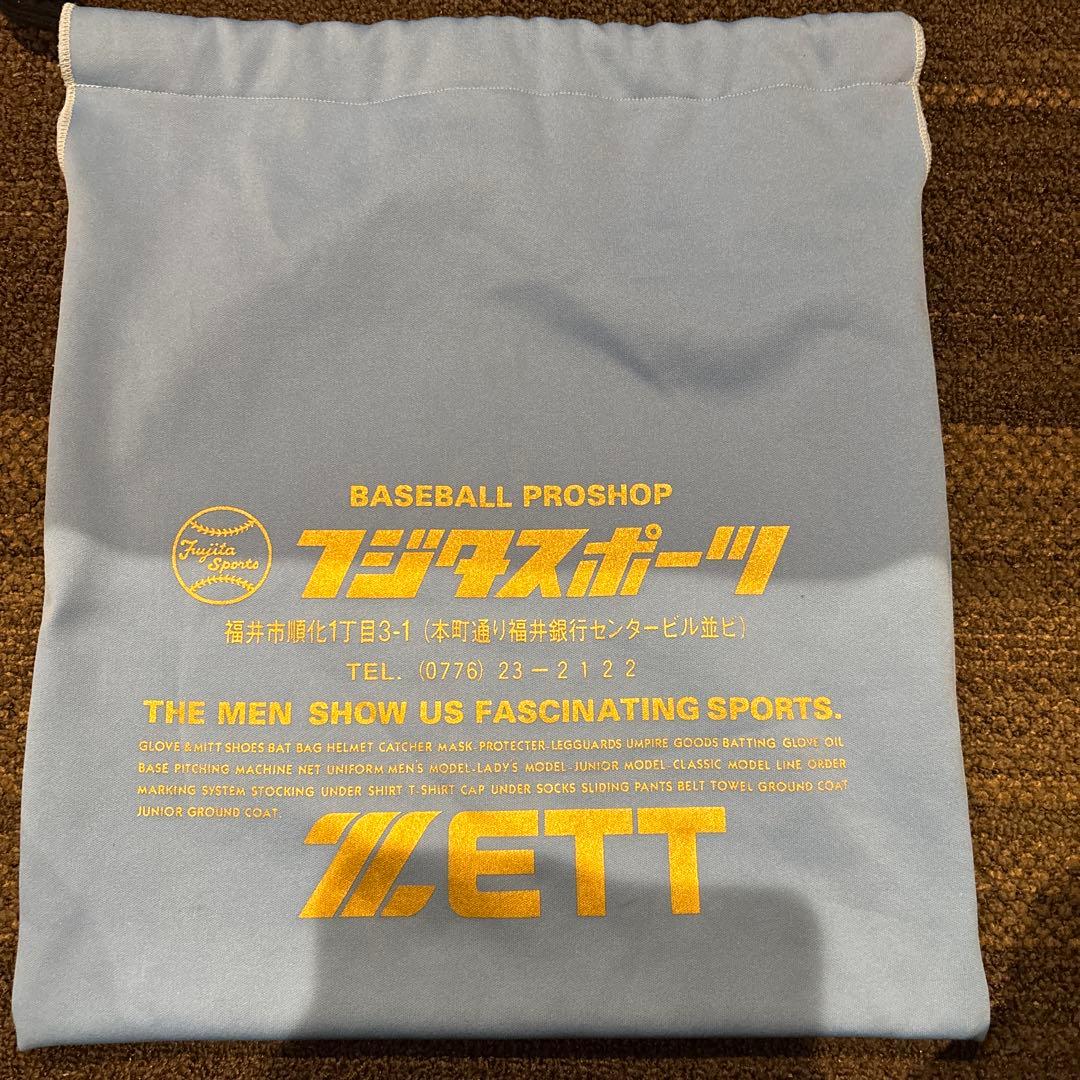 BASEBALL PROSHOP
Fujita
Sports
フジタスポーツ
福井市順化1丁目3-1 (本町通り福井銀行センタービル並ビ)
TEL. (0776) 23-2122
THE MEN SHOW US FASCINATING SPORTS.
GLOVE & MITT SHOES BAT BAG HELMET CATCHER MASK-PROTECTER-LEGGUARDS UMPIRE GOODS BATTING GLOVE OIL
BASE PITCHING MACHINE NET UNIFORM MEN'S MODEL-LADY'S MODEL-JUNIOR MODEL-CLASSIC MODEL LINE ORDER
MARKING SYSTEM STOCKING UNDER SHIRT T-SHIRT CAP UNDER SOCKS SLIDING PANTS BELT TOWEL GROUND COAT
JUNIOR GROUND COAT.
ZETT